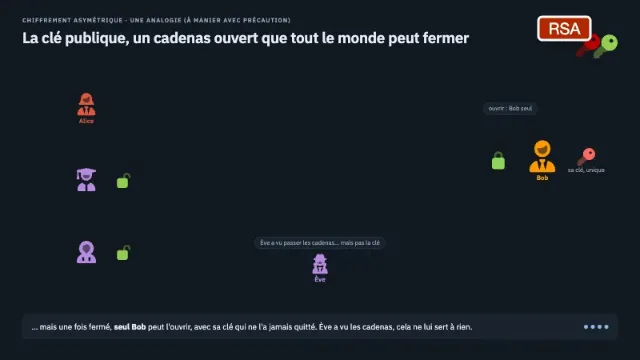 CHIFFREMENT ASYMÉTRIQUE - UNE ANALOGIE (À MANIER AVEC PRÉCAUTION)
La clé publique, un cadenas ouvert que tout le monde peut fermer
RSA
Alice
ouvrir : Bob seul
Bob
sa clé, unique
Ève a vu passer les cadenas... mais pas la clé
Ève
... mais une fois fermé, seul Bob peut l'ouvrir, avec sa clé qui ne l'a jamais quitté. Ève a vu les cadenas, cela ne lui sert à rien.